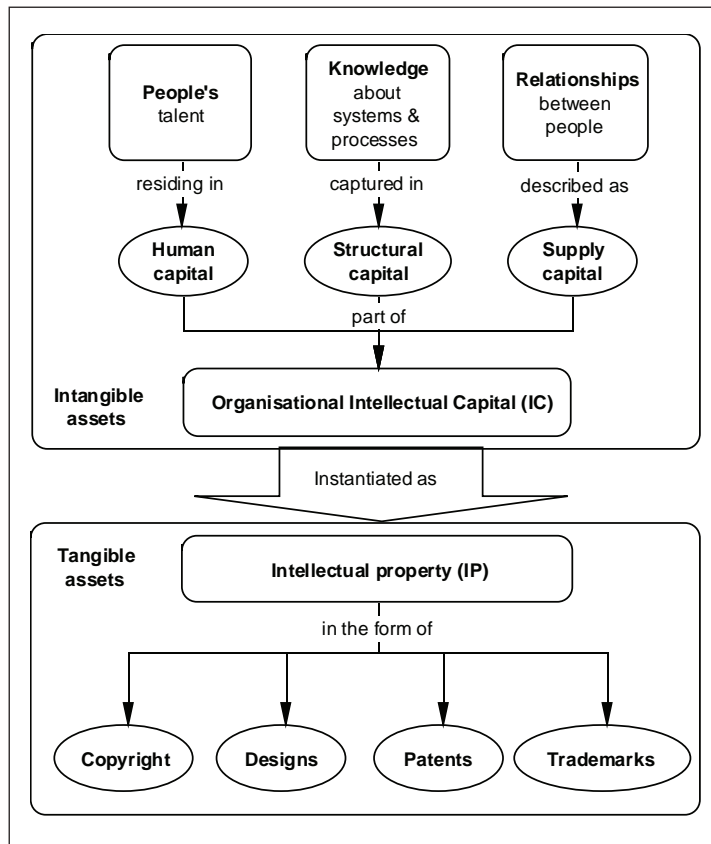 People's
talent
Knowledge
about
systems &
processes
Relationships
between
people
residing in
captured in
described as
Human
capital
Structural
capital
Supply
capital
part of
Organisational Intellectual Capital (IC)
Intangible
assets
Instantiated as
Tangible
assets
Intellectual property (IP)
in the form of
Copyright
Designs
Patents
Trademarks